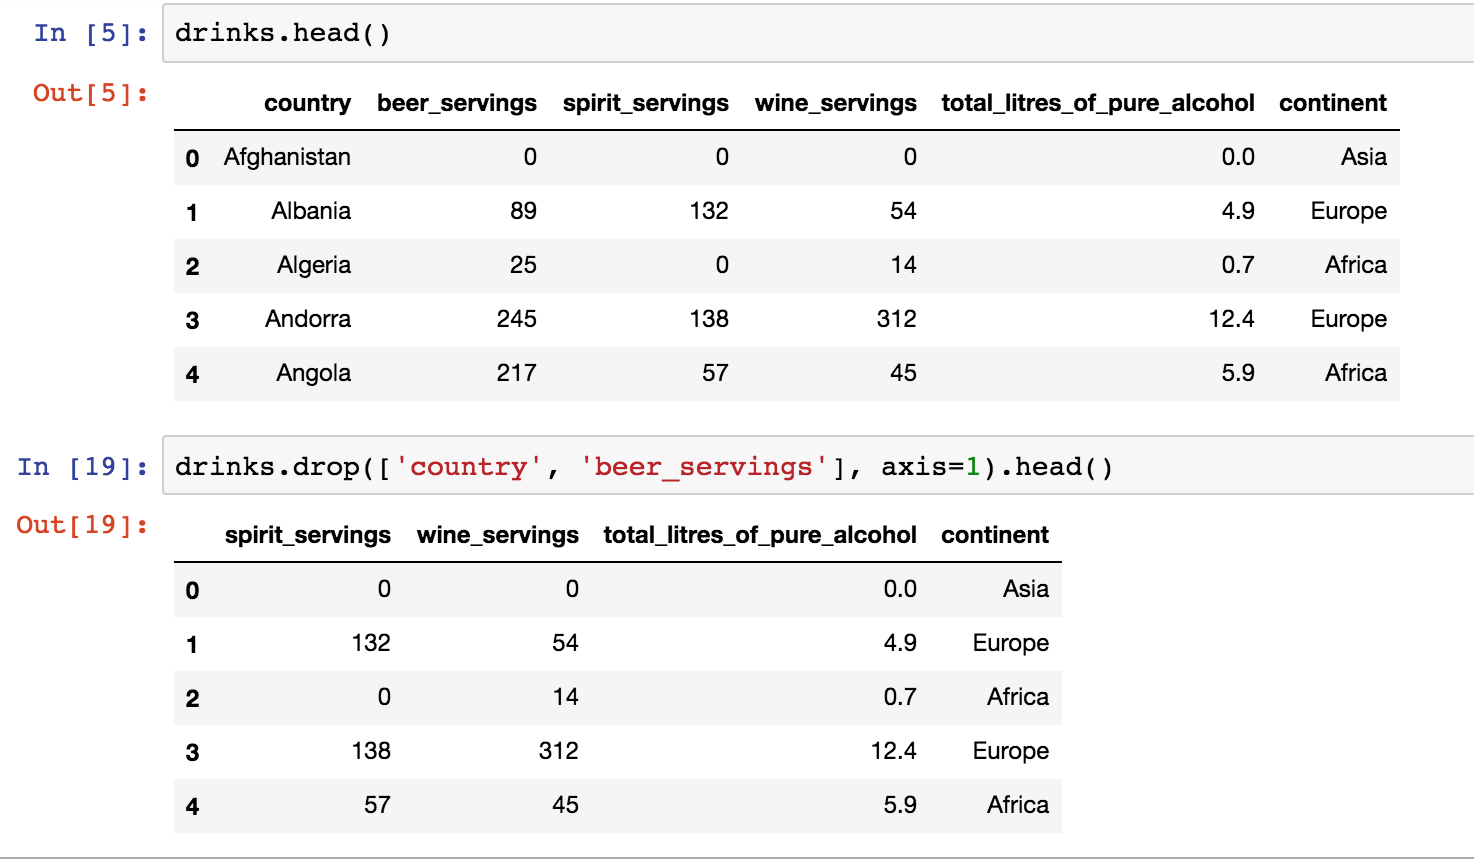 In [5]: drinks.head()
Out[5]:
country beer_servings spirit_servings wine_servings total_litres_of_pure_alcohol continent
0 Afghanistan 0 0 0 0.0 Asia
1 Albania 89 132 54 4.9 Europe
2 Algeria 25 0 14 0.7 Africa
3 Andorra 245 138 312 12.4 Europe
4 Angola 217 57 45 5.9 Africa
In [19]: drinks.drop(['country', 'beer_servings'], axis=1).head()
Out[19]:
spirit_servings wine_servings total_litres_of_pure_alcohol continent
0 0 0 0.0 Asia
1 132 54 4.9 Europe
2 0 14 0.7 Africa
3 138 312 12.4 Europe
4 57 45 5.9 Africa